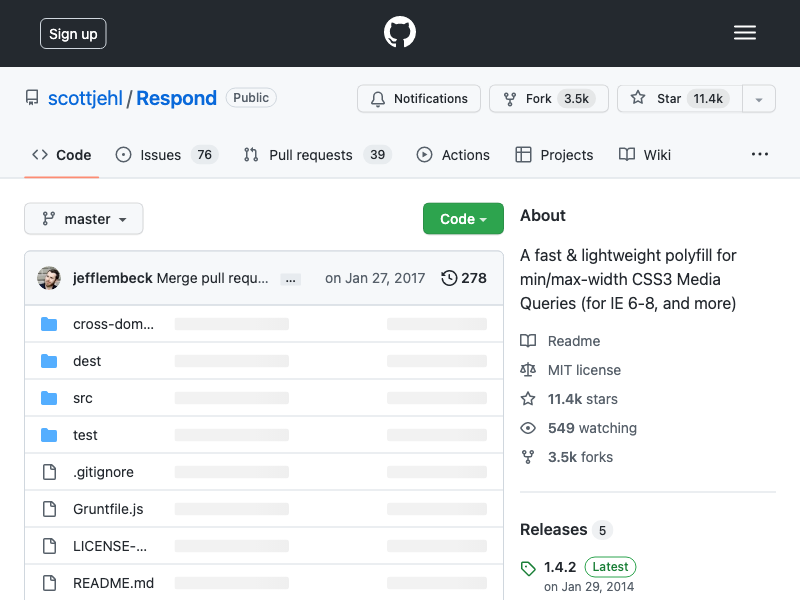 Sign up
scottjehl / Respond Public
Notifications Fork 3.5k Star 11.4k
Code Issues 76 Pull requests 39 Actions Projects Wiki ...
master Code
jefflembeck Merge pull requ... ... on Jan 27, 2017 278
cross-dom...
dest
src
test
.gitignore
Gruntfile.js
LICENSE-...
README.md
About
A fast & lightweight polyfill for
min/max-width CSS3 Media
Queries (for IE 6-8, and more)
Readme
MIT license
11.4k stars
549 watching
3.5k forks
Releases 5
1.4.2 Latest
on Jan 29, 2014